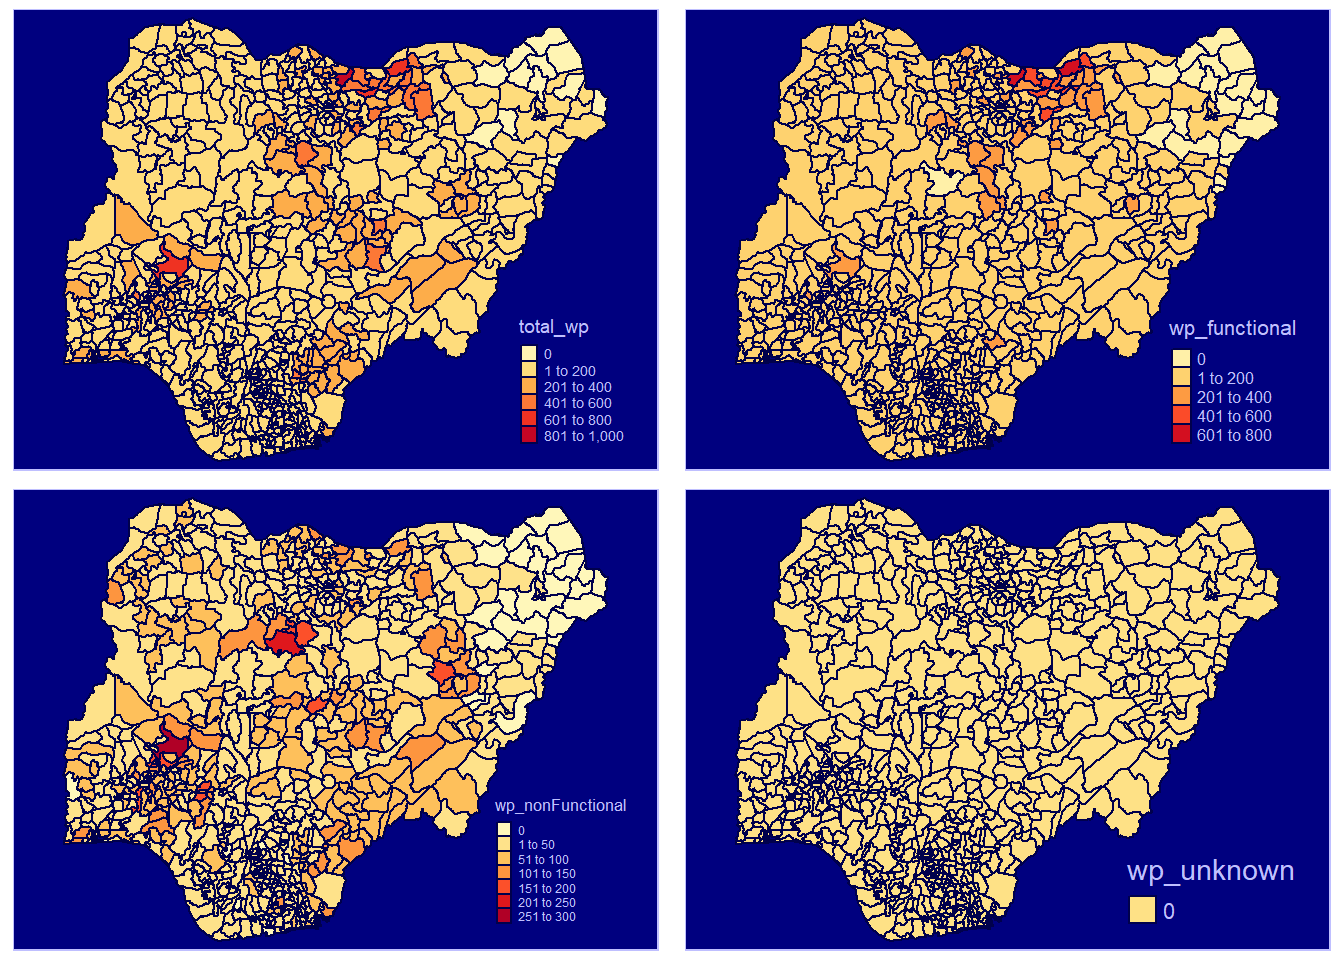 total_wp
0
1 to 200
201 to 400
401 to 600
601 to 800
801 to 1,000
wp_functional
0
1 to 200
201 to 400
401 to 600
601 to 800
wp_nonFunctional
0
1 to 50
51 to 100
101 to 150
151 to 200
201 to 250
251 to 300
wp_unknown
0